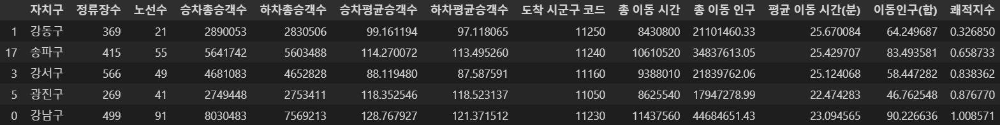 자치구 정류장수 노선수 승차총승객수 하차총승객수 승차평균승객수 하차평균승객수 도착 시군구 코드 총 이동 시간 총 이동 인구 평균 이동 시간(분) 이동인구(합) 쾌적지수
1 강동구 369 21 2890053 2830506 99.161194 97.118065 11250 8430800 21101460.33 25.670084 64.249687 0.326850
17 송파구 415 55 5641742 5603488 114.270072 113.495260 11240 10610520 34837613.05 25.429707 83.493581 0.658733
3 강서구 566 49 4681083 4652828 88.119480 87.587591 11160 9388010 21839762.06 25.124068 58.447282 0.838362
5 광진구 269 41 2749448 2753411 118.352546 118.523137 11050 8625540 17947278.99 22.474283 46.762548 0.876770
0 강남구 499 91 8030483 7569213 128.767927 121.371512 11230 11437560 44684651.43 23.094565 90.226636 1.008571